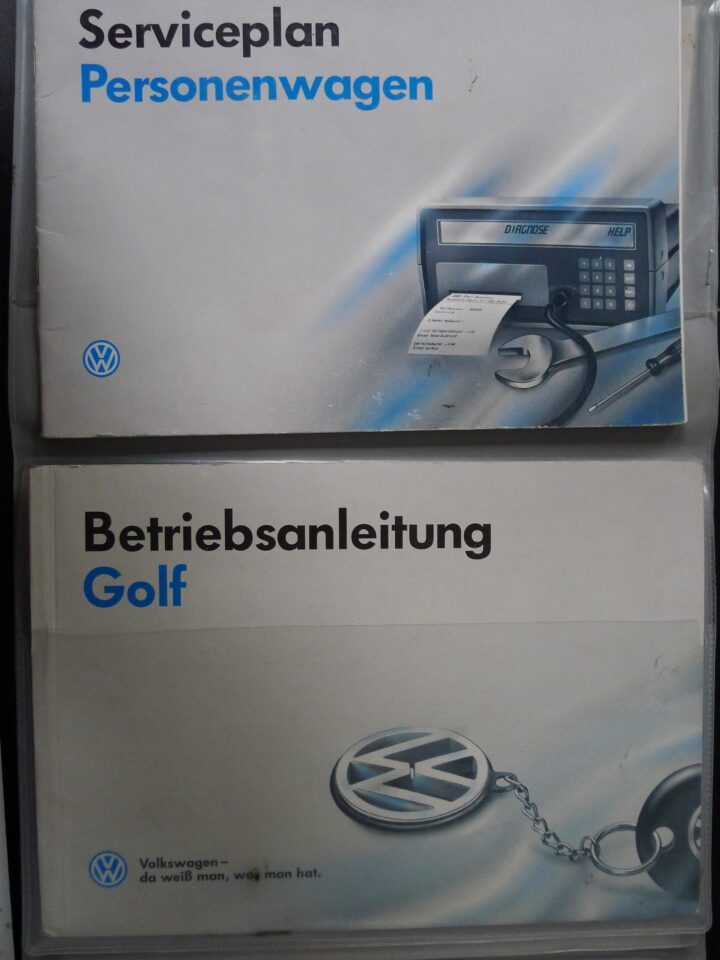 Serviceplan
Personenwagen
DIAGNOSE HELP
Betriebsanleitung
Golf
Volkswagen–
da weiß man, was man hat.